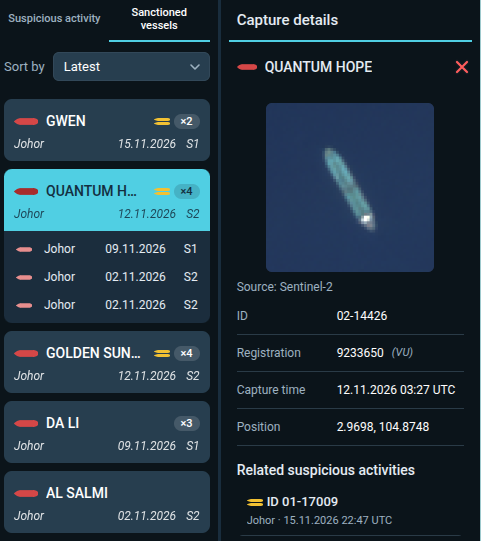 Suspicious activity
Sanctioned
vessels
Sort by
Latest
GWEN
×2
Johor 15.11.2026 S1
QUANTUM H...
×4
Johor 12.11.2026 S2
Johor 09.11.2026 S1
Johor 02.11.2026 S2
Johor 02.11.2026 S2
GOLDEN SUN...
×4
Johor 12.11.2026 S2
DA LI
×3
Johor 09.11.2026 S1
AL SALMI
Johor 02.11.2026 S2
Capture details
QUANTUM HOPE
Source: Sentinel-2
ID 02-14426
Registration 9233650 (VU)
Capture time 12.11.2026 03:27 UTC
Position 2.9698, 104.8748
Related suspicious activities
ID 01-17009
Johor · 15.11.2026 22:47 UTC